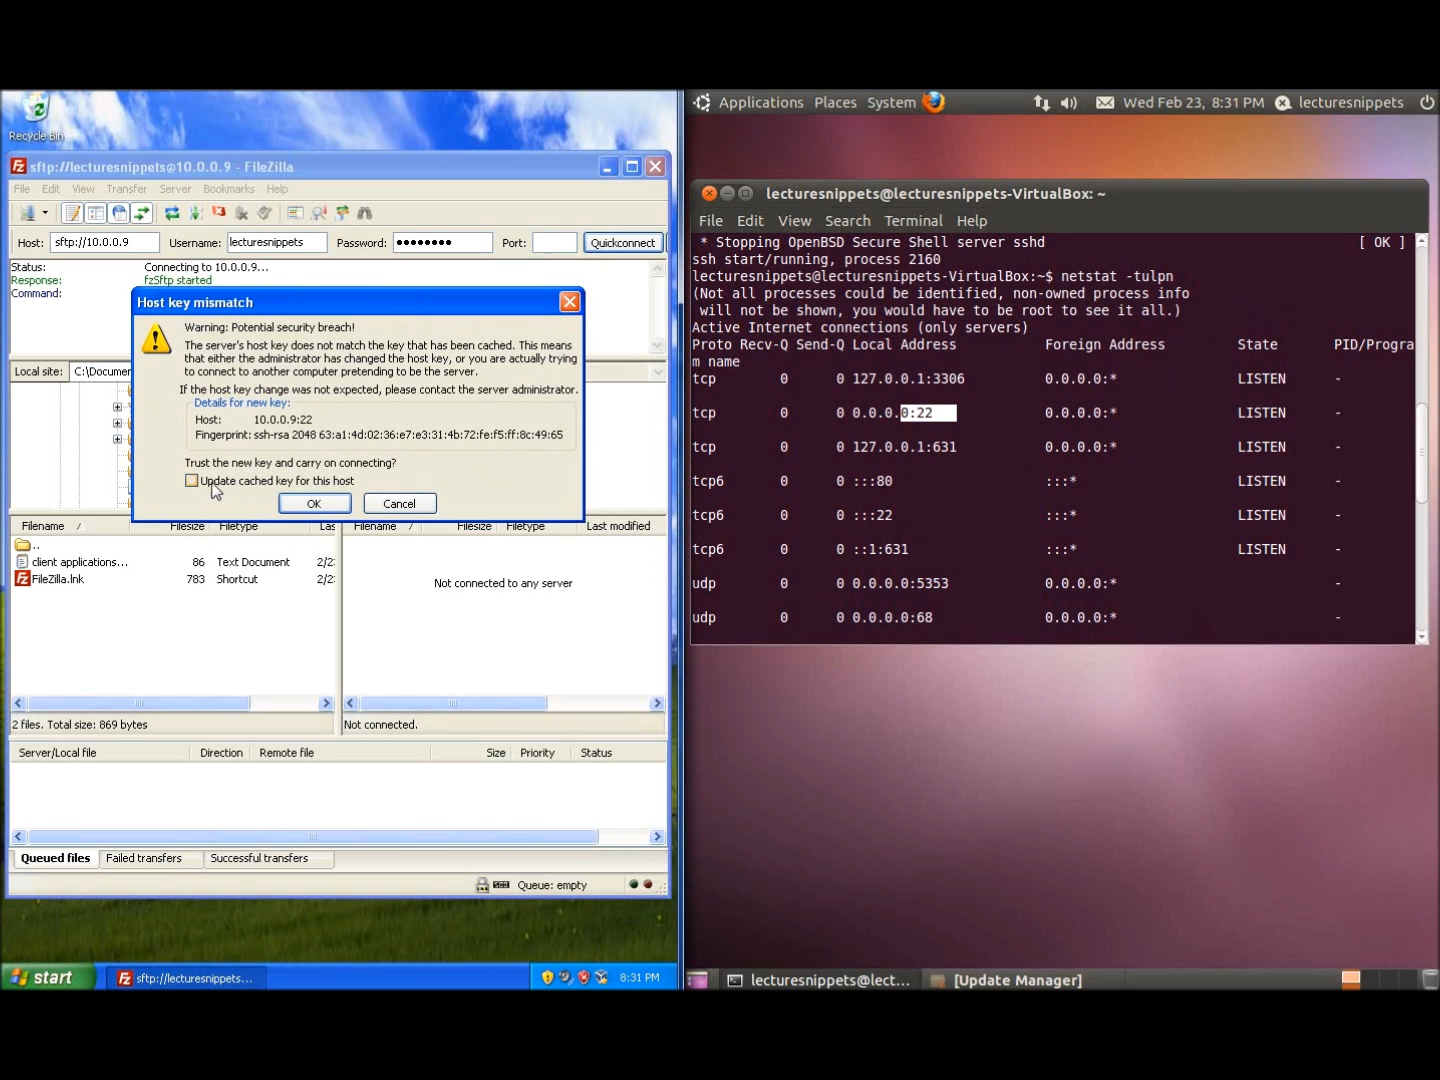 Recycle Bin
sftp://lecturesnippets@10.0.0.9 - FileZilla
File Edit View Transfer Server Bookmarks Help
Host: sftp://10.0.0.9 Username: lecturesnippets Password: ●●●●●●●● Port: Quickconnect
Status: Connecting to 10.0.0.9...
Response: fzSftp started
Command:
Host key mismatch
Warning: Potential security breach!
The server's host key does not match the key that has been cached. This means
that either the administrator has changed the host key, or you are actually trying
to connect to another computer pretending to be the server.
If the host key change was not expected, please contact the server administrator.
Details for new key:
Host: 10.0.0.9:22
Fingerprint: ssh-rsa 2048 63:a1:4d:02:36:e7:e3:31:4b:72:fe:f5:ff:8c:49:65
Trust the new key and carry on connecting?
Update cached key for this host
OK Cancel
Local site: C:\Documen
Filename Filesize Filetype Las
..
client applications... 86 Text Document 2/2
FileZilla.lnk 783 Shortcut 2/2
2 files. Total size: 869 bytes
Filename Filesize Filetype Last modified
Not connected to any server
Not connected.
Server/Local file Direction Remote file Size Priority Status
Queued files Failed transfers Successful transfers
Queue: empty
start sftp://lecturesnippets... 8:31 PM
Applications Places System Wed Feb 23, 8:31 PM lecturesnippets
lecturesnippets@lecturesnippets-VirtualBox: ~
File Edit View Search Terminal Help
* Stopping OpenBSD Secure Shell server sshd [ OK ]
ssh start/running, process 2160
lecturesnippets@lecturesnippets-VirtualBox:~$ netstat -tulpn
(Not all processes could be identified, non-owned process info
will not be shown, you would have to be root to see it all.)
Active Internet connections (only servers)
Proto Recv-Q Send-Q Local Address Foreign Address State PID/Progra
m name
tcp 0 0 127.0.0.1:3306 0.0.0.0:* LISTEN -
tcp 0 0 0.0.0.0:22 0.0.0.0:* LISTEN -
tcp 0 0 127.0.0.1:631 0.0.0.0:* LISTEN -
tcp6 0 0 :::80 :::* LISTEN -
tcp6 0 0 :::22 :::* LISTEN -
tcp6 0 0 ::1:631 :::* LISTEN -
udp 0 0 0.0.0.0:5353 0.0.0.0:* -
udp 0 0 0.0.0.0:68 0.0.0.0:* -
lecturesnippets@lect... [Update Manager]